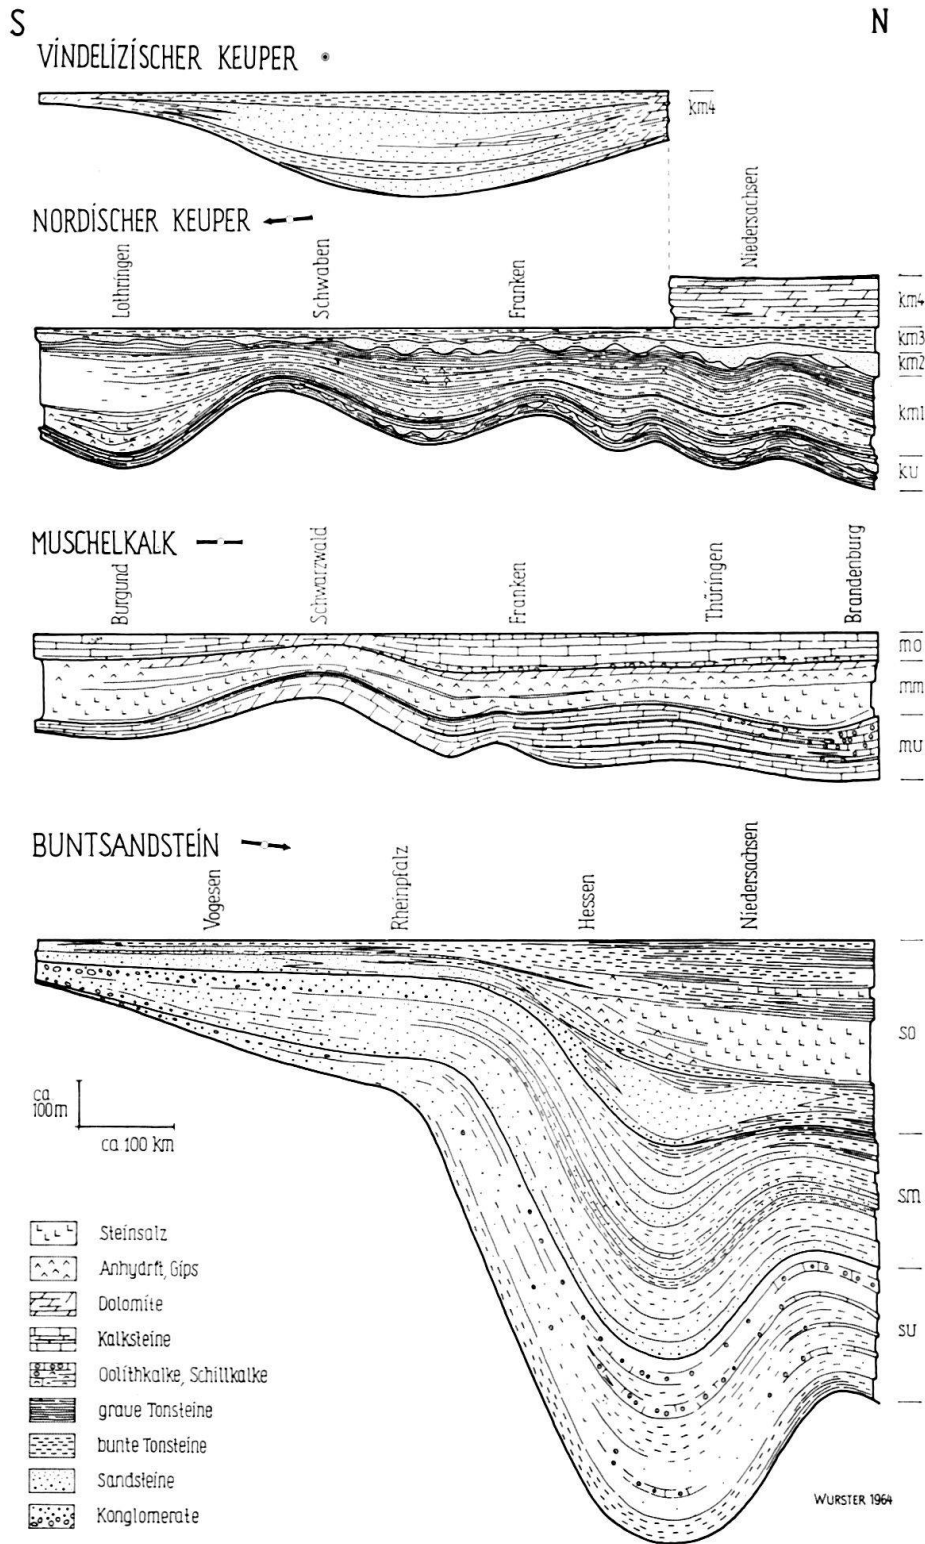 S N
VINDELIZISCHER KEUPER
km4
NORDISCHER KEUPER
Lothringen Schwaben Franken Niedersachsen
km4
km3
km2
km1
ku
MUSCHELKALK
Burgund Schwarzwald Franken Thüringen Brandenburg
mo
mm
mu
BUNTSANDSTEIN
Vogesen Rheinpfalz Hessen Niedersachsen
so
sm
su
ca
100m
ca 100 km
Steinsalz
Anhydrit, Gips
Dolomite
Kalksteine
Oolithkalke, Schillkalke
graue Tonsteine
bunte Tonsteine
Sandsteine
Konglomerate
WURSTER 1964